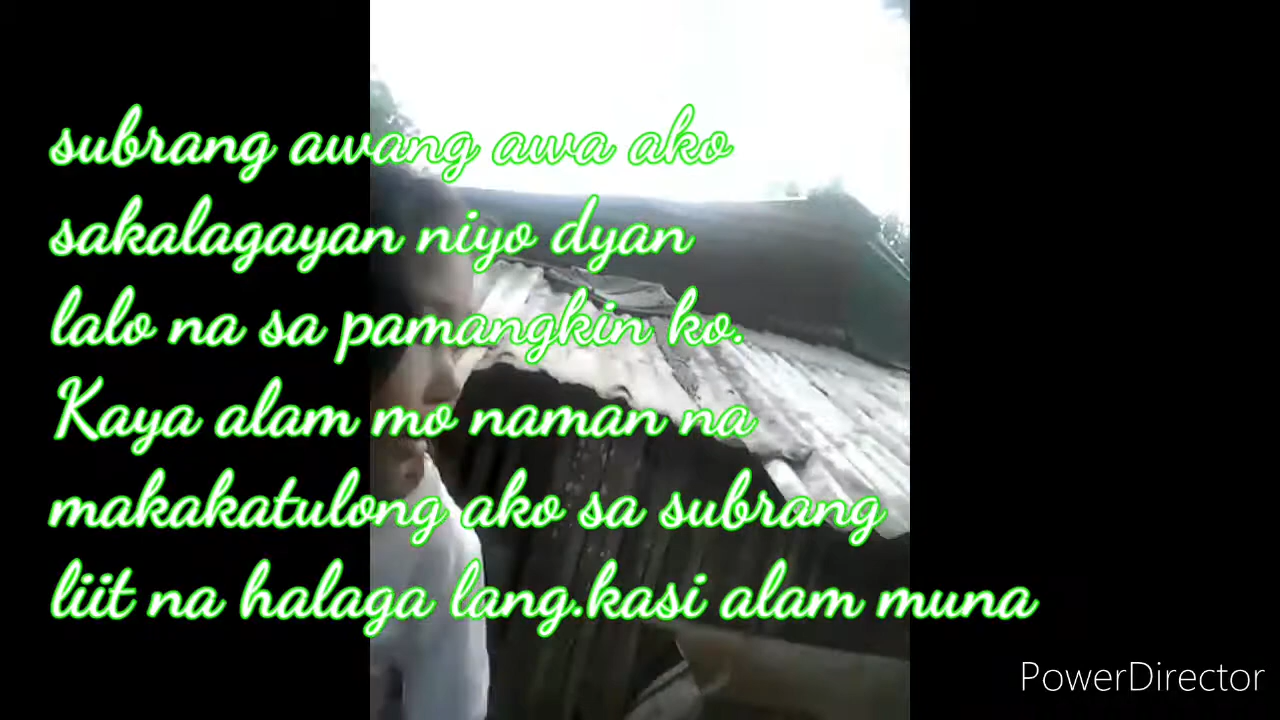 subrang awang awa ako
sakalagayan niyo dyan
lalo na sa pamangkin ko.
Kaya alam mo naman na
makakatulong ako sa subrang
liit na halaga lang.kasi alam muna
PowerDirector